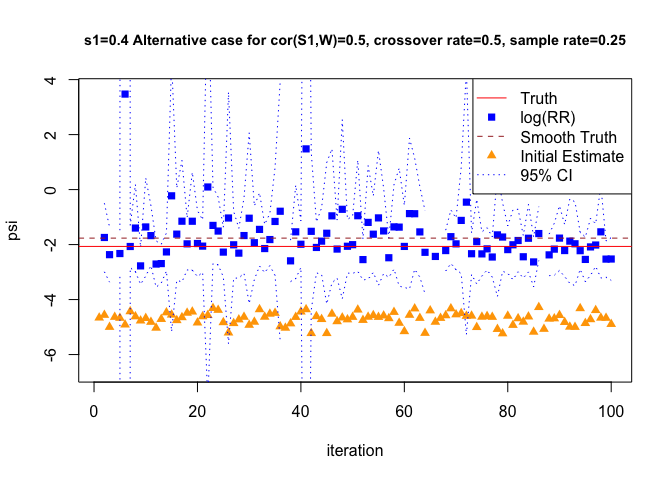 s1=0.4 Alternative case for cor(S1,W)=0.5, crossover rate=0.5, sample rate=0.25
Truth
log(RR)
Smooth Truth
Initial Estimate
95% CI
psi
4
2
0
-2
-4
-6
0 20 40 60 80 100
iteration